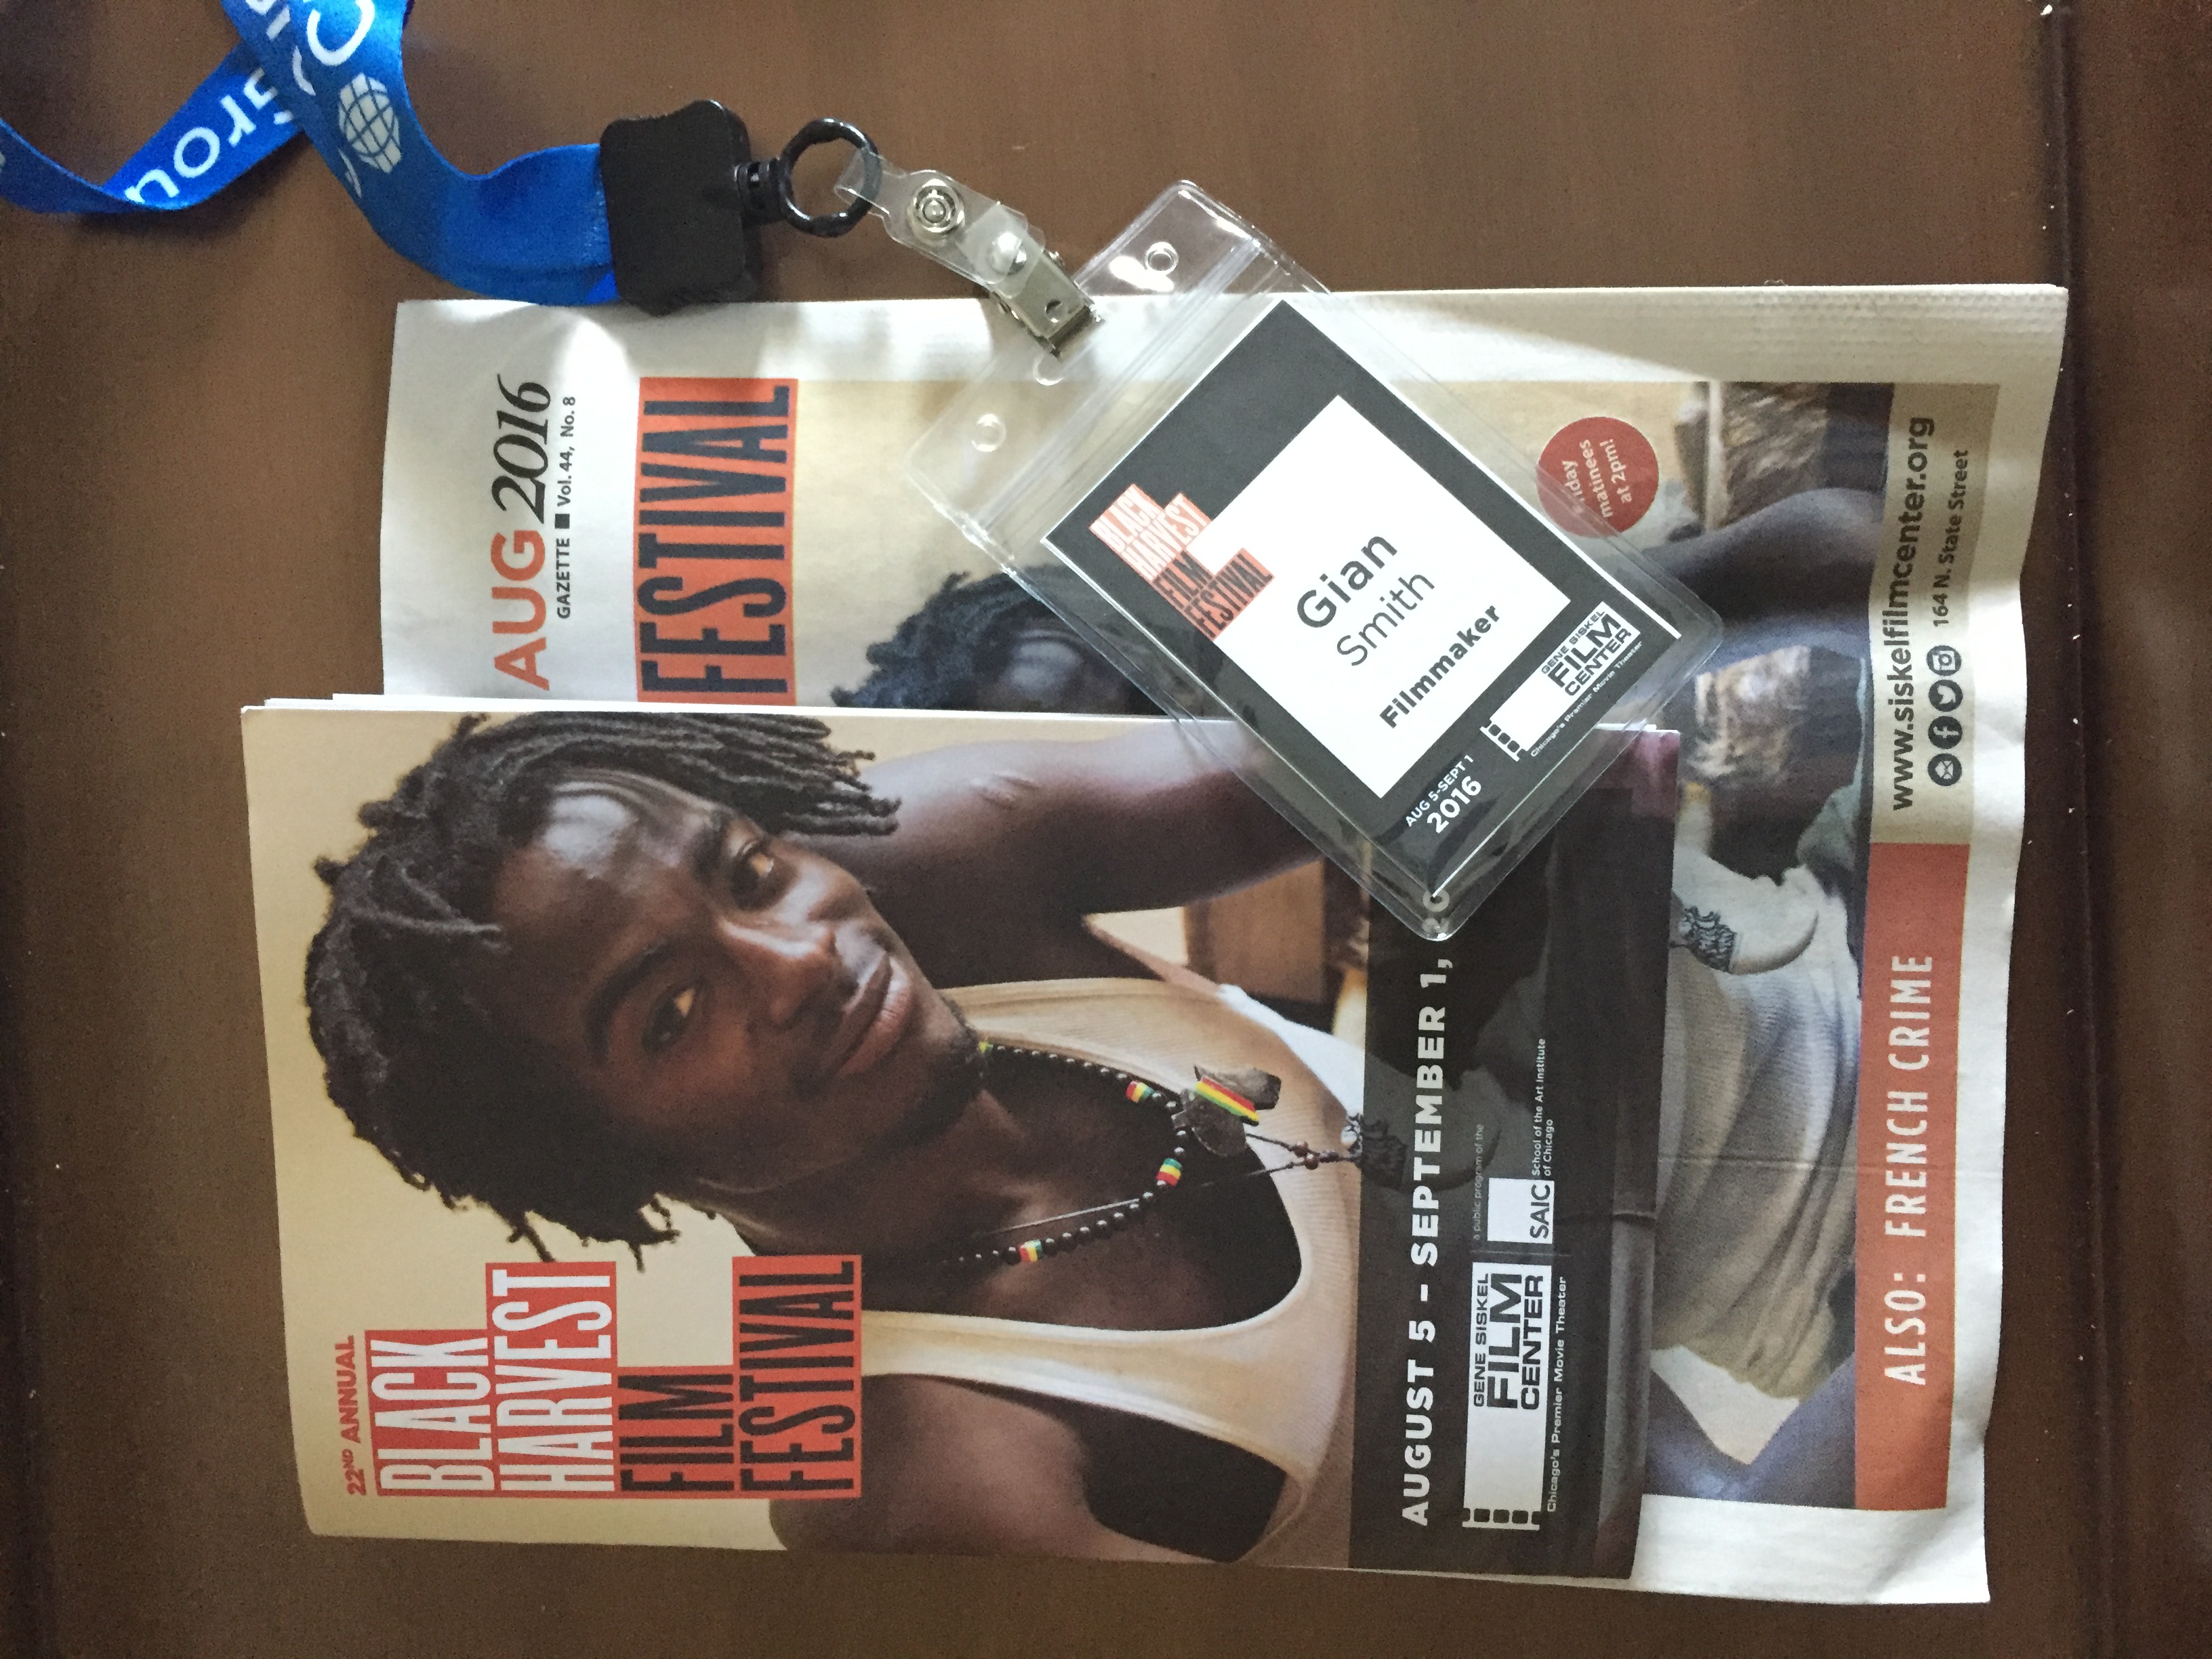 22ND ANNUAL
BLACK
HARVEST
FILM
FESTIVAL
AUGUST 5 - SEPTEMBER 1,
GENE SISKEL
FILM
CENTER
Chicago's Premier Movie Theater
a public program of the
SAIC
School of the Art Institute
of Chicago
AUG 2016
GAZETTE ■ Vol. 44, No. 8
FESTIVAL
matinees
at 2pm!
www.siskelfilmcenter.org
164 N. State Street
ALSO: FRENCH CRIME
BLACK
HARVEST
FILM
FESTIVAL
Gian
Smith
Filmmaker
AUG 5-SEPT 1
2016
GENE SISKEL
FILM
CENTER
Chicago's Premier Movie Theater